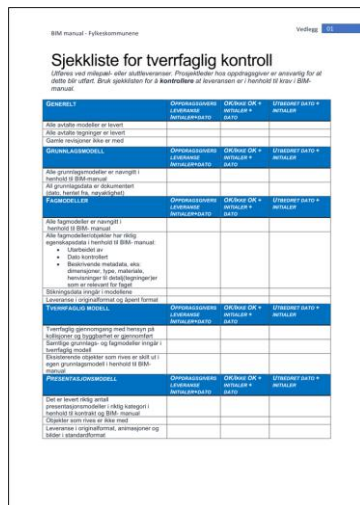 BIM manual - Fylkeskommunene
Vedlegg 01
Sjekkliste for tverrfaglig kontroll
Utføres ved milepæl- eller sluttleveranser. Prosjektleder hos oppdragsgiver er ansvarlig for at
dette blir utført. Bruk sjekklisten for å kontrollere at leveransen er i henhold til krav i BIM-
manual.
GENERELT OPPDRAGSGIVERS OK/IKKE OK + UTBEDRET DATO +
LEVERANSE INITIALER + INITIALER
INITIALER+DATO DATO
Alle avtalte modeller er levert
Alle avtalte tegninger er levert
Gamle revisjoner ikke er med
GRUNNLAGSMODELL OPPDRAGSGIVERS OK/IKKE OK + UTBEDRET DATO +
LEVERANSE INITIALER + INITIALER
INITIALER+DATO DATO
Alle grunnlagsmodeller er navngitt i
henhold til BIM-manual
All grunnlagsdata er dokumentert
(dato, hentet fra, nøyaktighet)
FAGMODELLER OPPDRAGSGIVERS OK/IKKE OK + UTBEDRET DATO +
LEVERANSE INITIALER + INITIALER
INITIALER+DATO DATO
Alle fagmodeller er navngitt i
henhold til BIM- manual
Alle fagmodeller/objekter har riktig
egenskapsdata i henhold til BIM- manual:
• Utarbeidet av
• Dato kontrollert
• Beskrivende metadata, eks.
dimensjoner, type, materiale,
henvisninger til detalj(tegninger)er
som er relevant for faget
Stikningsdata inngår i modellene
Leveranse i originalformat og åpent format
TVERRFAGLIG MODELL OPPDRAGSGIVERS OK/IKKE OK + UTBEDRET DATO +
LEVERANSE INITIALER + INITIALER
INITIALER+DATO DATO
Tverrfaglig gjennomgang med hensyn på
kollisjoner og byggbarhet er gjennomført
Samtlige grunnlags- og fagmodeller inngår i
tverrfaglig modell
Eksisterende objekter som rives er skilt ut i
egen grunnlagsmodell i henhold til BIM-
manual
PRESENTASJONSMODELL OPPDRAGSGIVERS OK/IKKE OK + UTBEDRET DATO +
LEVERANSE INITIALER + INITIALER
INITIALER+DATO DATO
Det er levert riktig antall
presentasjonsmodeller i riktig kategori i
henhold til kontrakt og BIM- manual
Objekter som rives er ikke med
Leveranse i originalformat, animasjoner og
bilder i standardformat